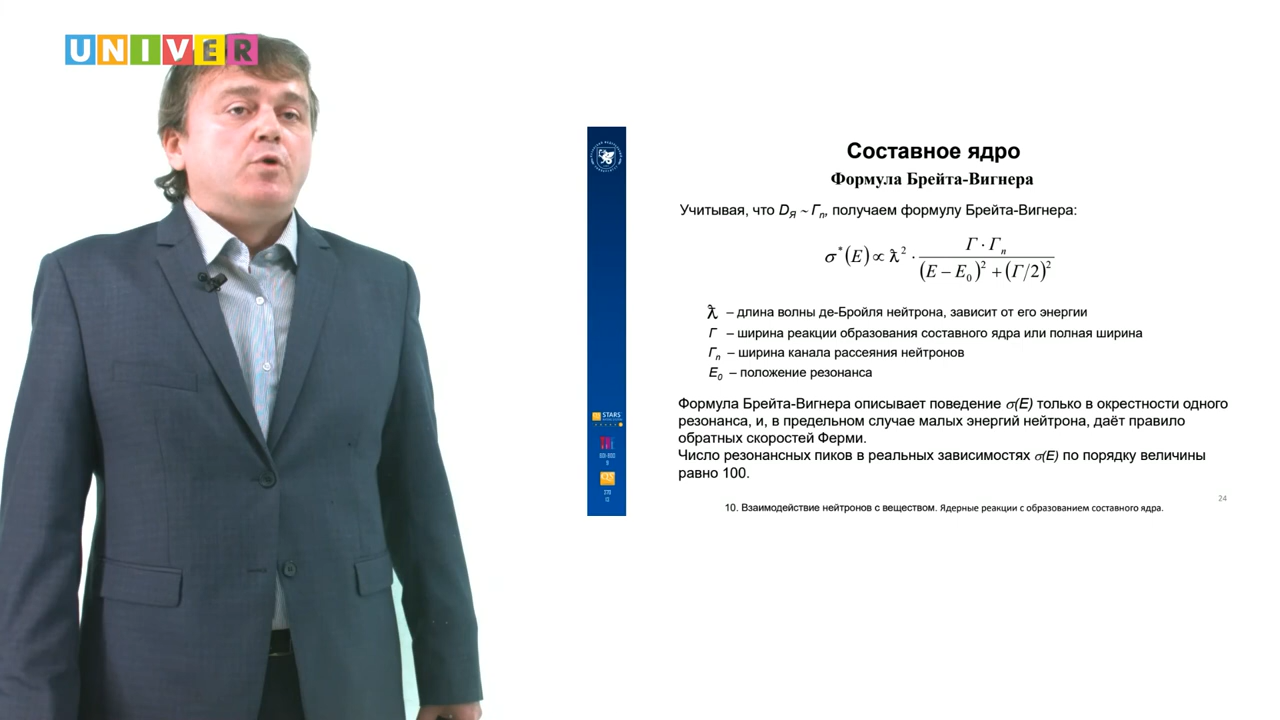 UNIVER
Составное ядро
Формула Брейта-Вигнера
Учитывая, что Dя ~ Гn, получаем формулу Брейта-Вигнера:
σ*(E) ∝ ƛ² · Г · Гn / ((E − E0)² + (Г/2)²)
ƛ – длина волны де-Бройля нейтрона, зависит от его энергии
Г – ширина реакции образования составного ядра или полная ширина
Гn – ширина канала рассеяния нейтронов
E0 – положение резонанса
Формула Брейта-Вигнера описывает поведение σ(E) только в окрестности одного
резонанса, и, в предельном случае малых энергий нейтрона, даёт правило
обратных скоростей Ферми.
Число резонансных пиков в реальных зависимостях σ(E) по порядку величины
равно 100.
24
10. Взаимодействие нейтронов с веществом. Ядерные реакции с образованием составного ядра.
STARS